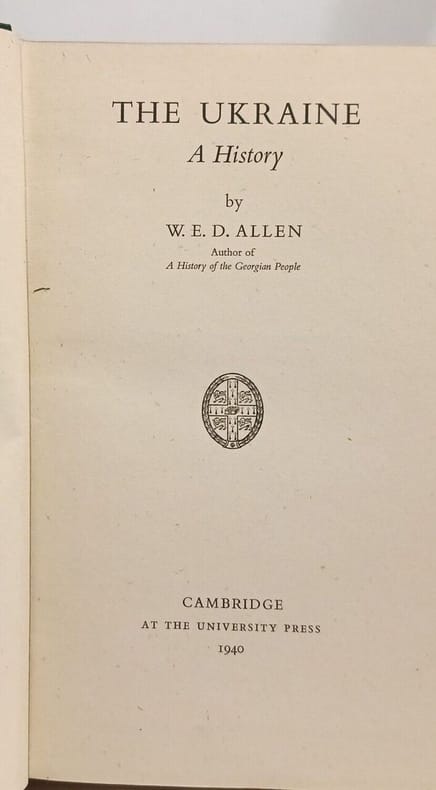 THE UKRAINE
A History
by
W. E. D. ALLEN
Author of
A History of the Georgian People
CAMBRIDGE
AT THE UNIVERSITY PRESS
1940